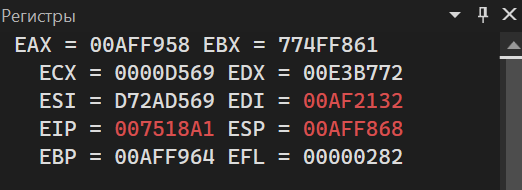 Регистры
EAX = 00AFF958 EBX = 774FF861
ECX = 0000D569 EDX = 00E3B772
ESI = D72AD569 EDI = 00AF2132
EIP = 007518A1 ESP = 00AFF868
EBP = 00AFF964 EFL = 00000282